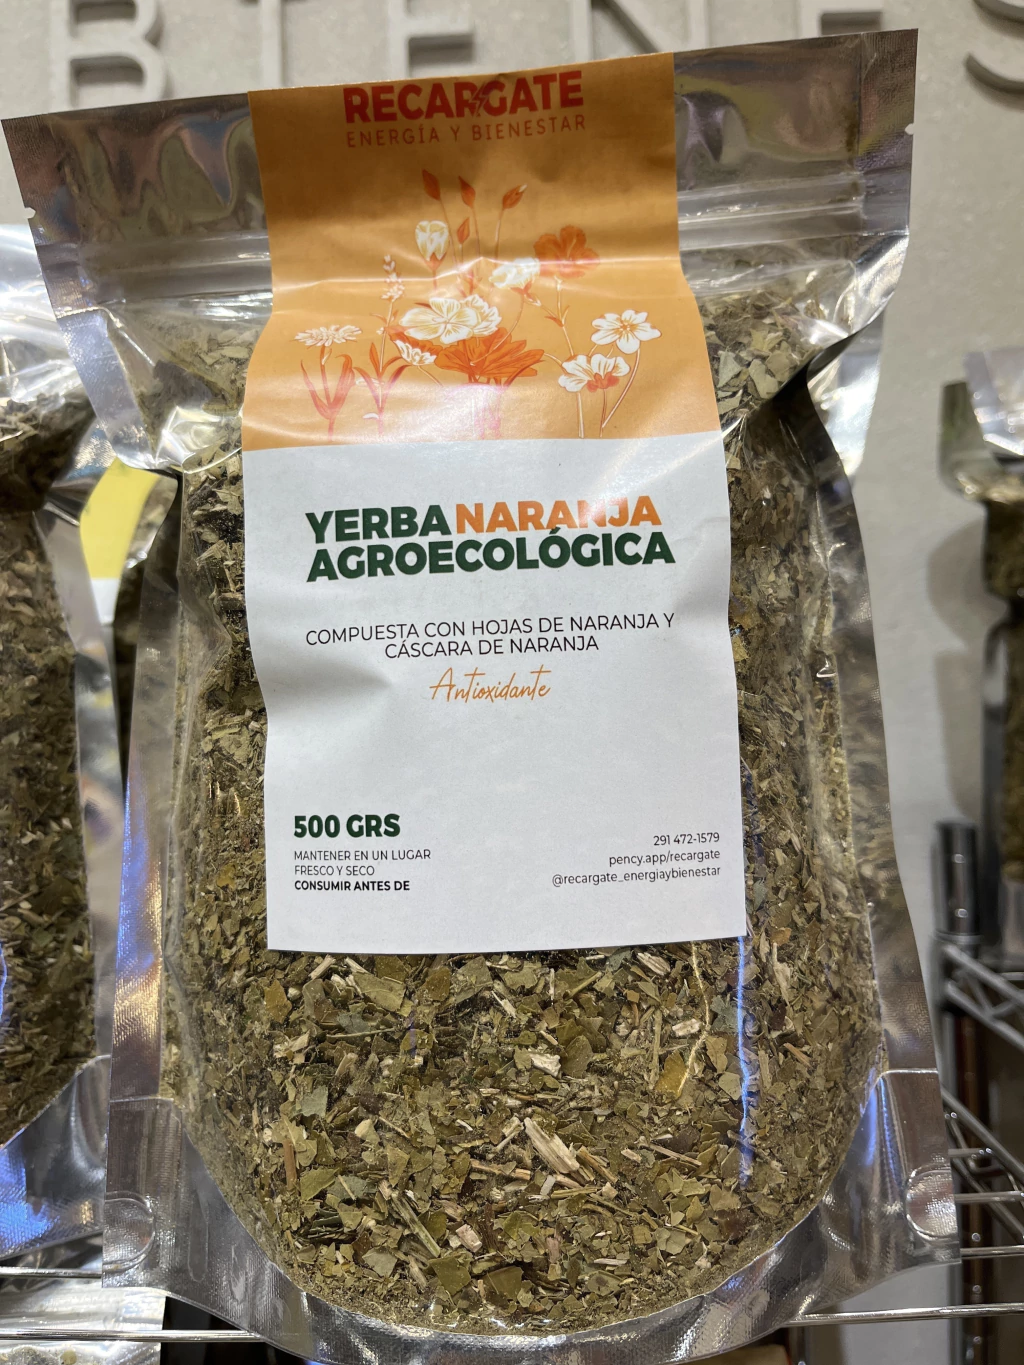 BIENES
RECARGATE
ENERGÍA Y BIENESTAR
YERBA NARANJA
AGROECOLÓGICA
COMPUESTA CON HOJAS DE NARANJA Y
CÁSCARA DE NARANJA
Antioxidante
500 GRS
MANTENER EN UN LUGAR
FRESCO Y SECO
CONSUMIR ANTES DE
291 472-1579
pency.app/recargate
@recargate_energiaybienestar